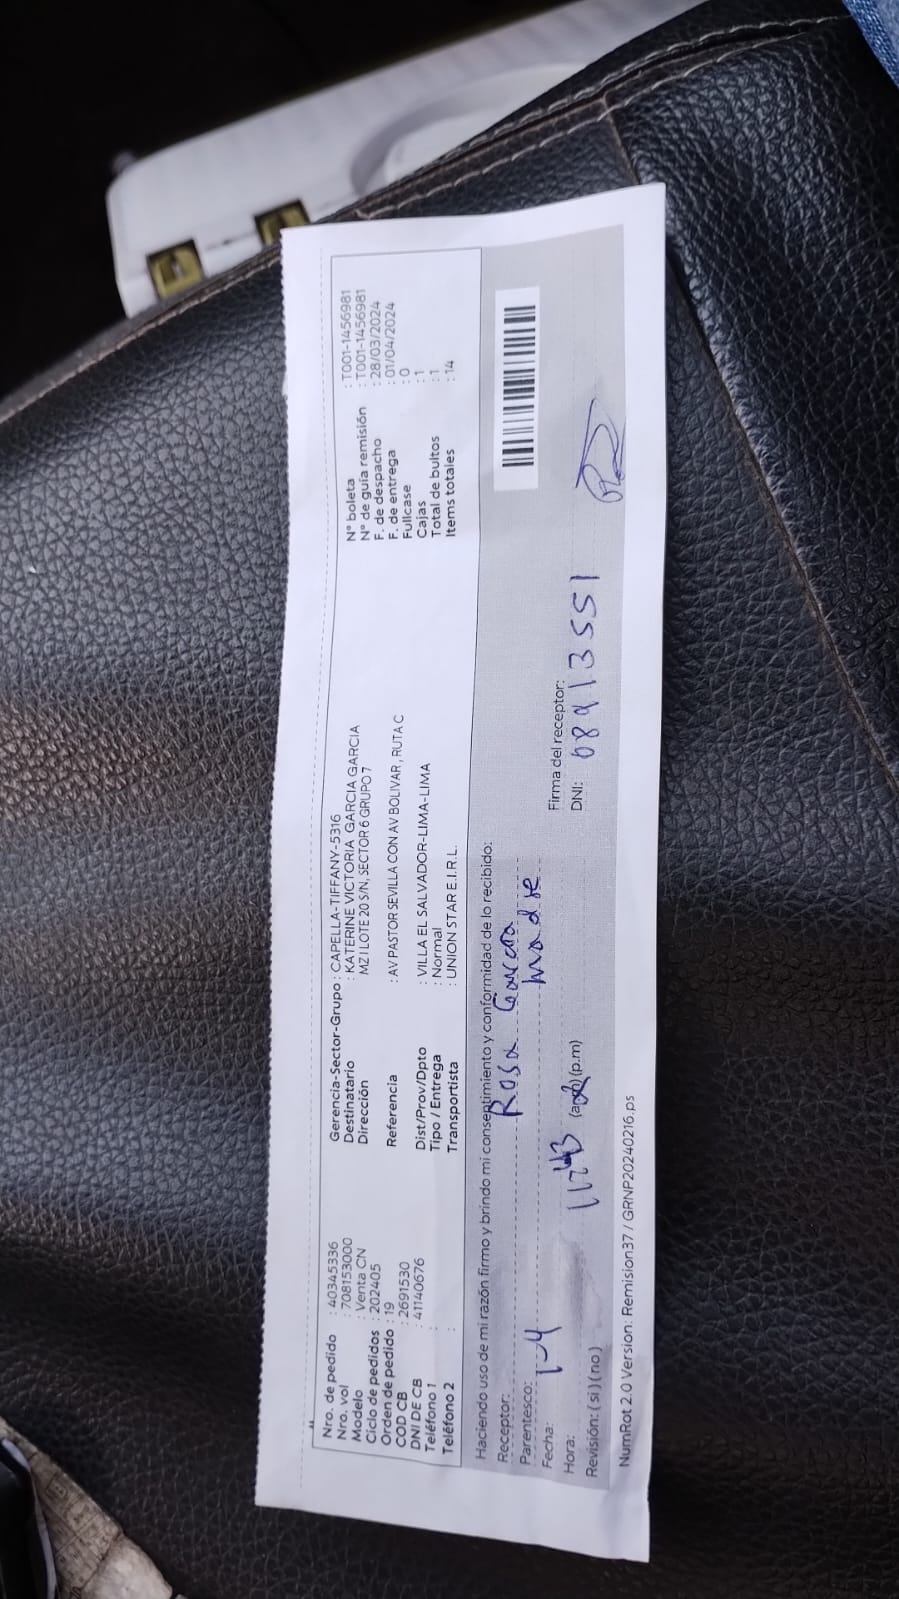 Nro. de pedido : 40345336
Nro. vol : 708153000
Modelo : Venta CN
Ciclo de pedidos : 202405
Orden de pedido : 19
COD CB : 2691530
DNI DE CB : 41140676
Teléfono 1 :
Teléfono 2 :
Gerencia-Sector-Grupo : CAPELLA-TIFFANY-5316
Destinatario : KATERINE VICTORIA GARCIA GARCIA
Dirección MZ I LOTE 20 S/N, SECTOR 6 GRUPO 7
Referencia : AV PASTOR SEVILLA CON AV BOLIVAR , RUTA C
Dist/Prov/Dpto : VILLA EL SALVADOR-LIMA-LIMA
Tipo / Entrega : Normal
Transportista : UNION STAR E.I.R.L.
N° boleta : T001-1456981
N° de guía remisión : T001-1456981
F. de despacho : 28/03/2024
F. de entrega : 01/04/2024
Fullcase : 0
Cajas : 1
Total de bultos : 1
Items totales : 14
Haciendo uso de mi razón firmo y brindo mi consentimiento y conformidad de lo recibido:
Receptor: Rosa Garcia
Parentesco: madre
Fecha: 1-4
Hora: 11-43 (p.m)
Revisión: ( si ) ( no )
Firma del receptor:
DNI: 08913551
NumRot 2.0 Version: Remision37 / GRNP20240216.ps